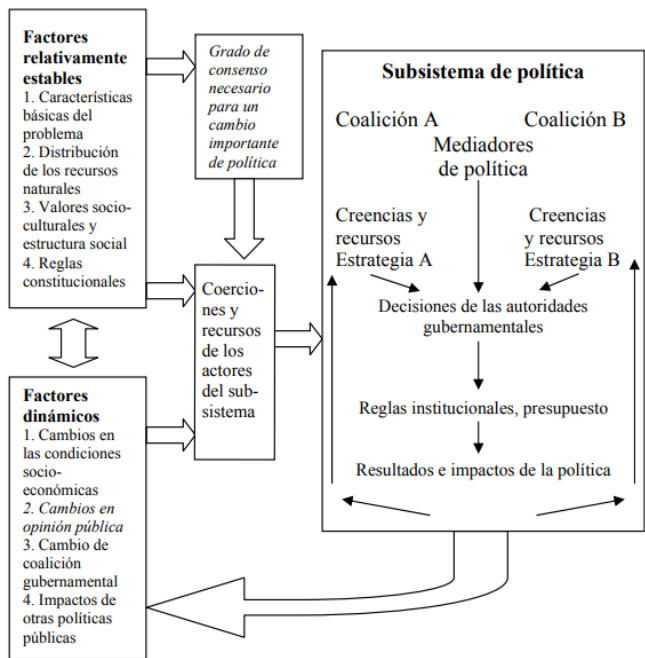 Factores
relativamente
estables
1. Características
básicas del
problema
2. Distribución
de los recursos
naturales
3. Valores socio-
culturales y
estructura social
4. Reglas
constitucionales
Grado de
consenso
necesario
para un
cambio
importante
de política
Coercio-
nes y
recursos
de los
actores
del sub-
sistema
Factores
dinámicos
1. Cambios en
las condiciones
socio-
económicas
2. Cambios en
opinión pública
3. Cambio de
coalición
gubernamental
4. Impactos de
otras políticas
públicas
Subsistema de política
Coalición A
Coalición B
Mediadores
de política
Creencias y
recursos
Estrategia A
Creencias
y recursos
Estrategia B
Decisiones de las autoridades
gubernamentales
Reglas institucionales, presupuesto
Resultados e impactos de la política